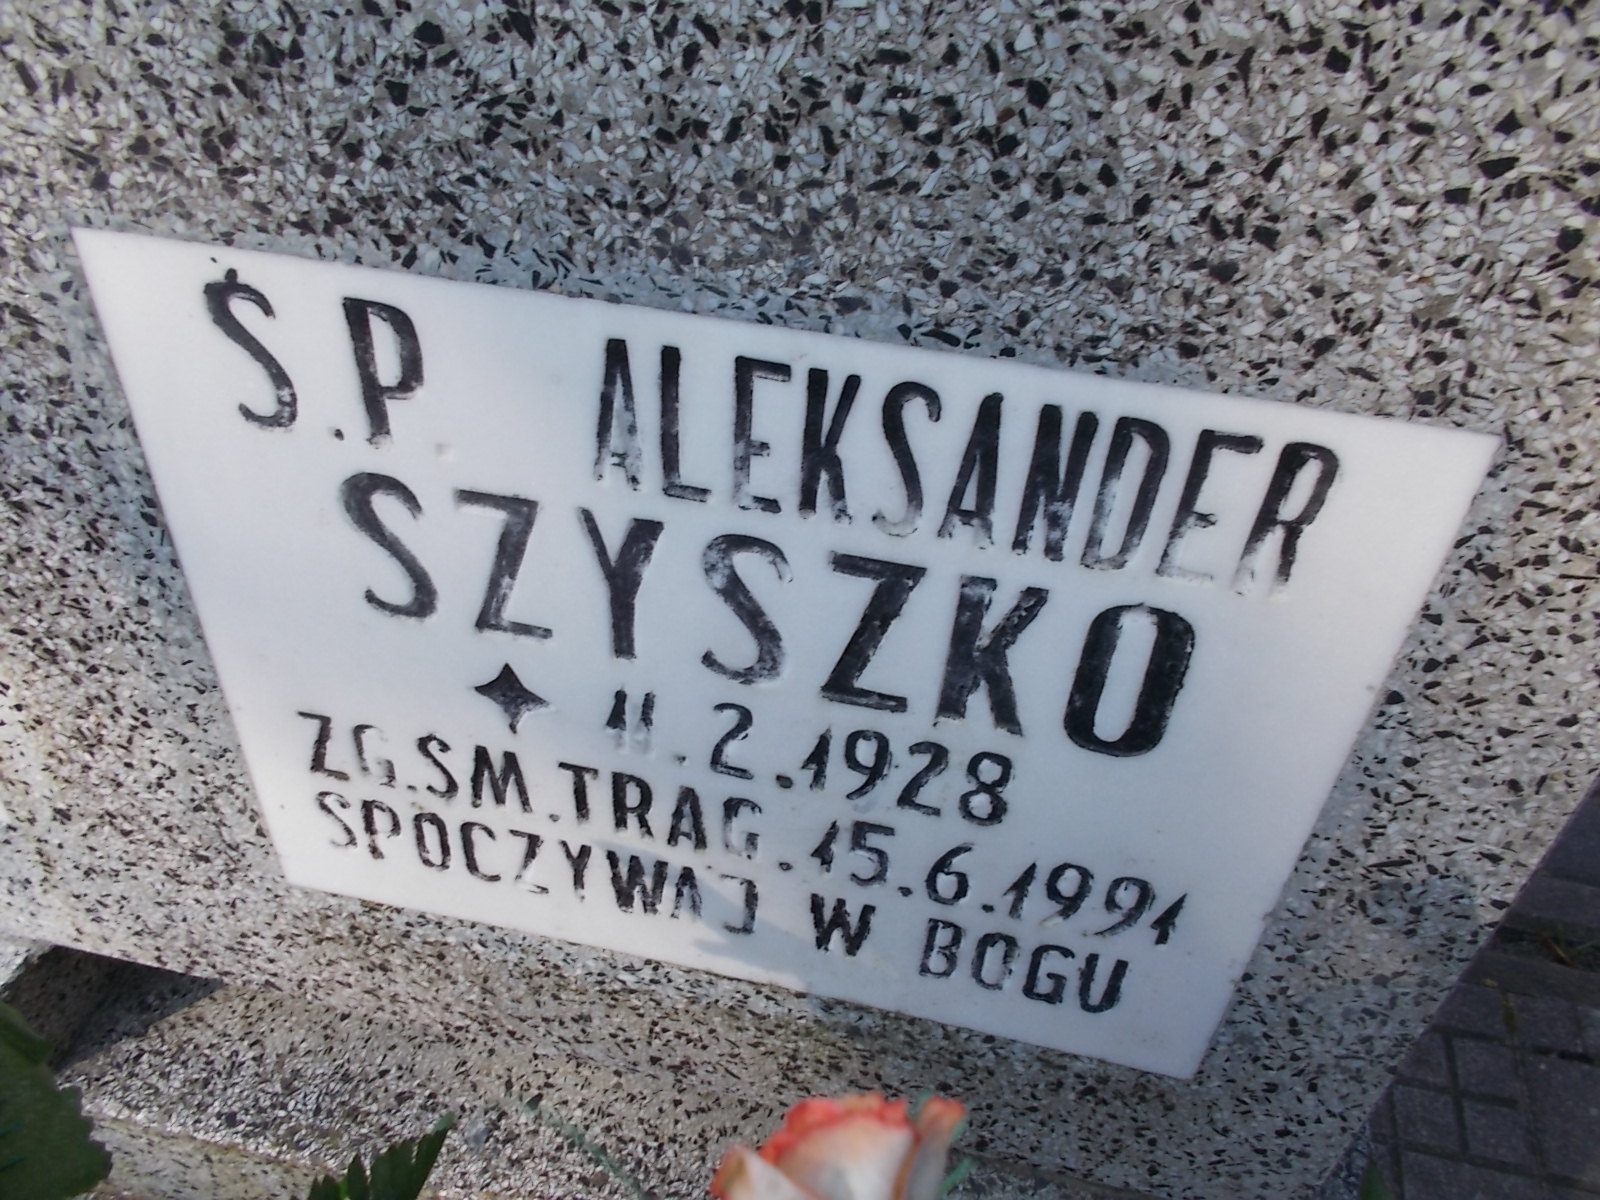 Ś.P. ALEKSANDER
SZYSZKO
✦ 11.2.1928
ZG.SM.TRAG.15.6.1991
SPOCZYWAJ W BOGU